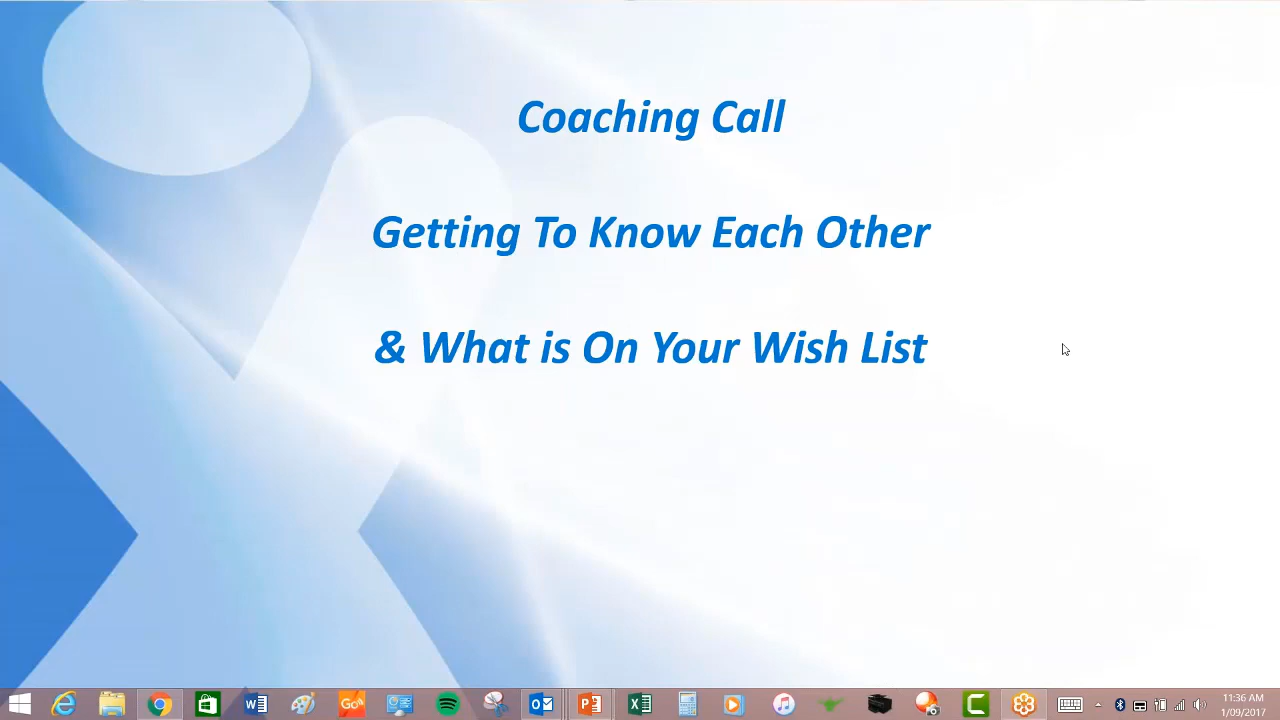 Coaching Call
Getting To Know Each Other
& What is On Your Wish List
Go
11:36 AM
1/09/2017